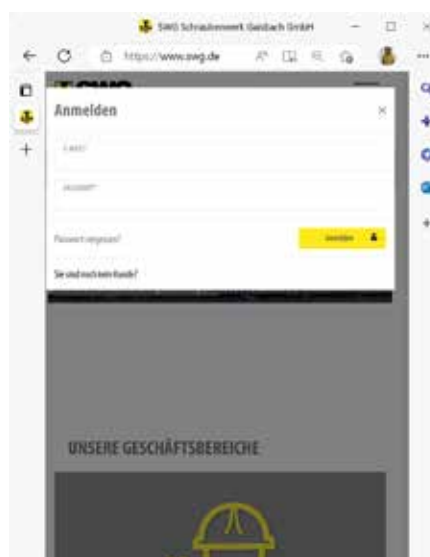 SWG Schraubenwerk Gaisbach GmbH
https://www.swg.de
SWG
Anmelden
Passwort vergessen?
Anmelden
Sie sind noch kein Kunde?
UNSERE GESCHÄFTSBEREICHE